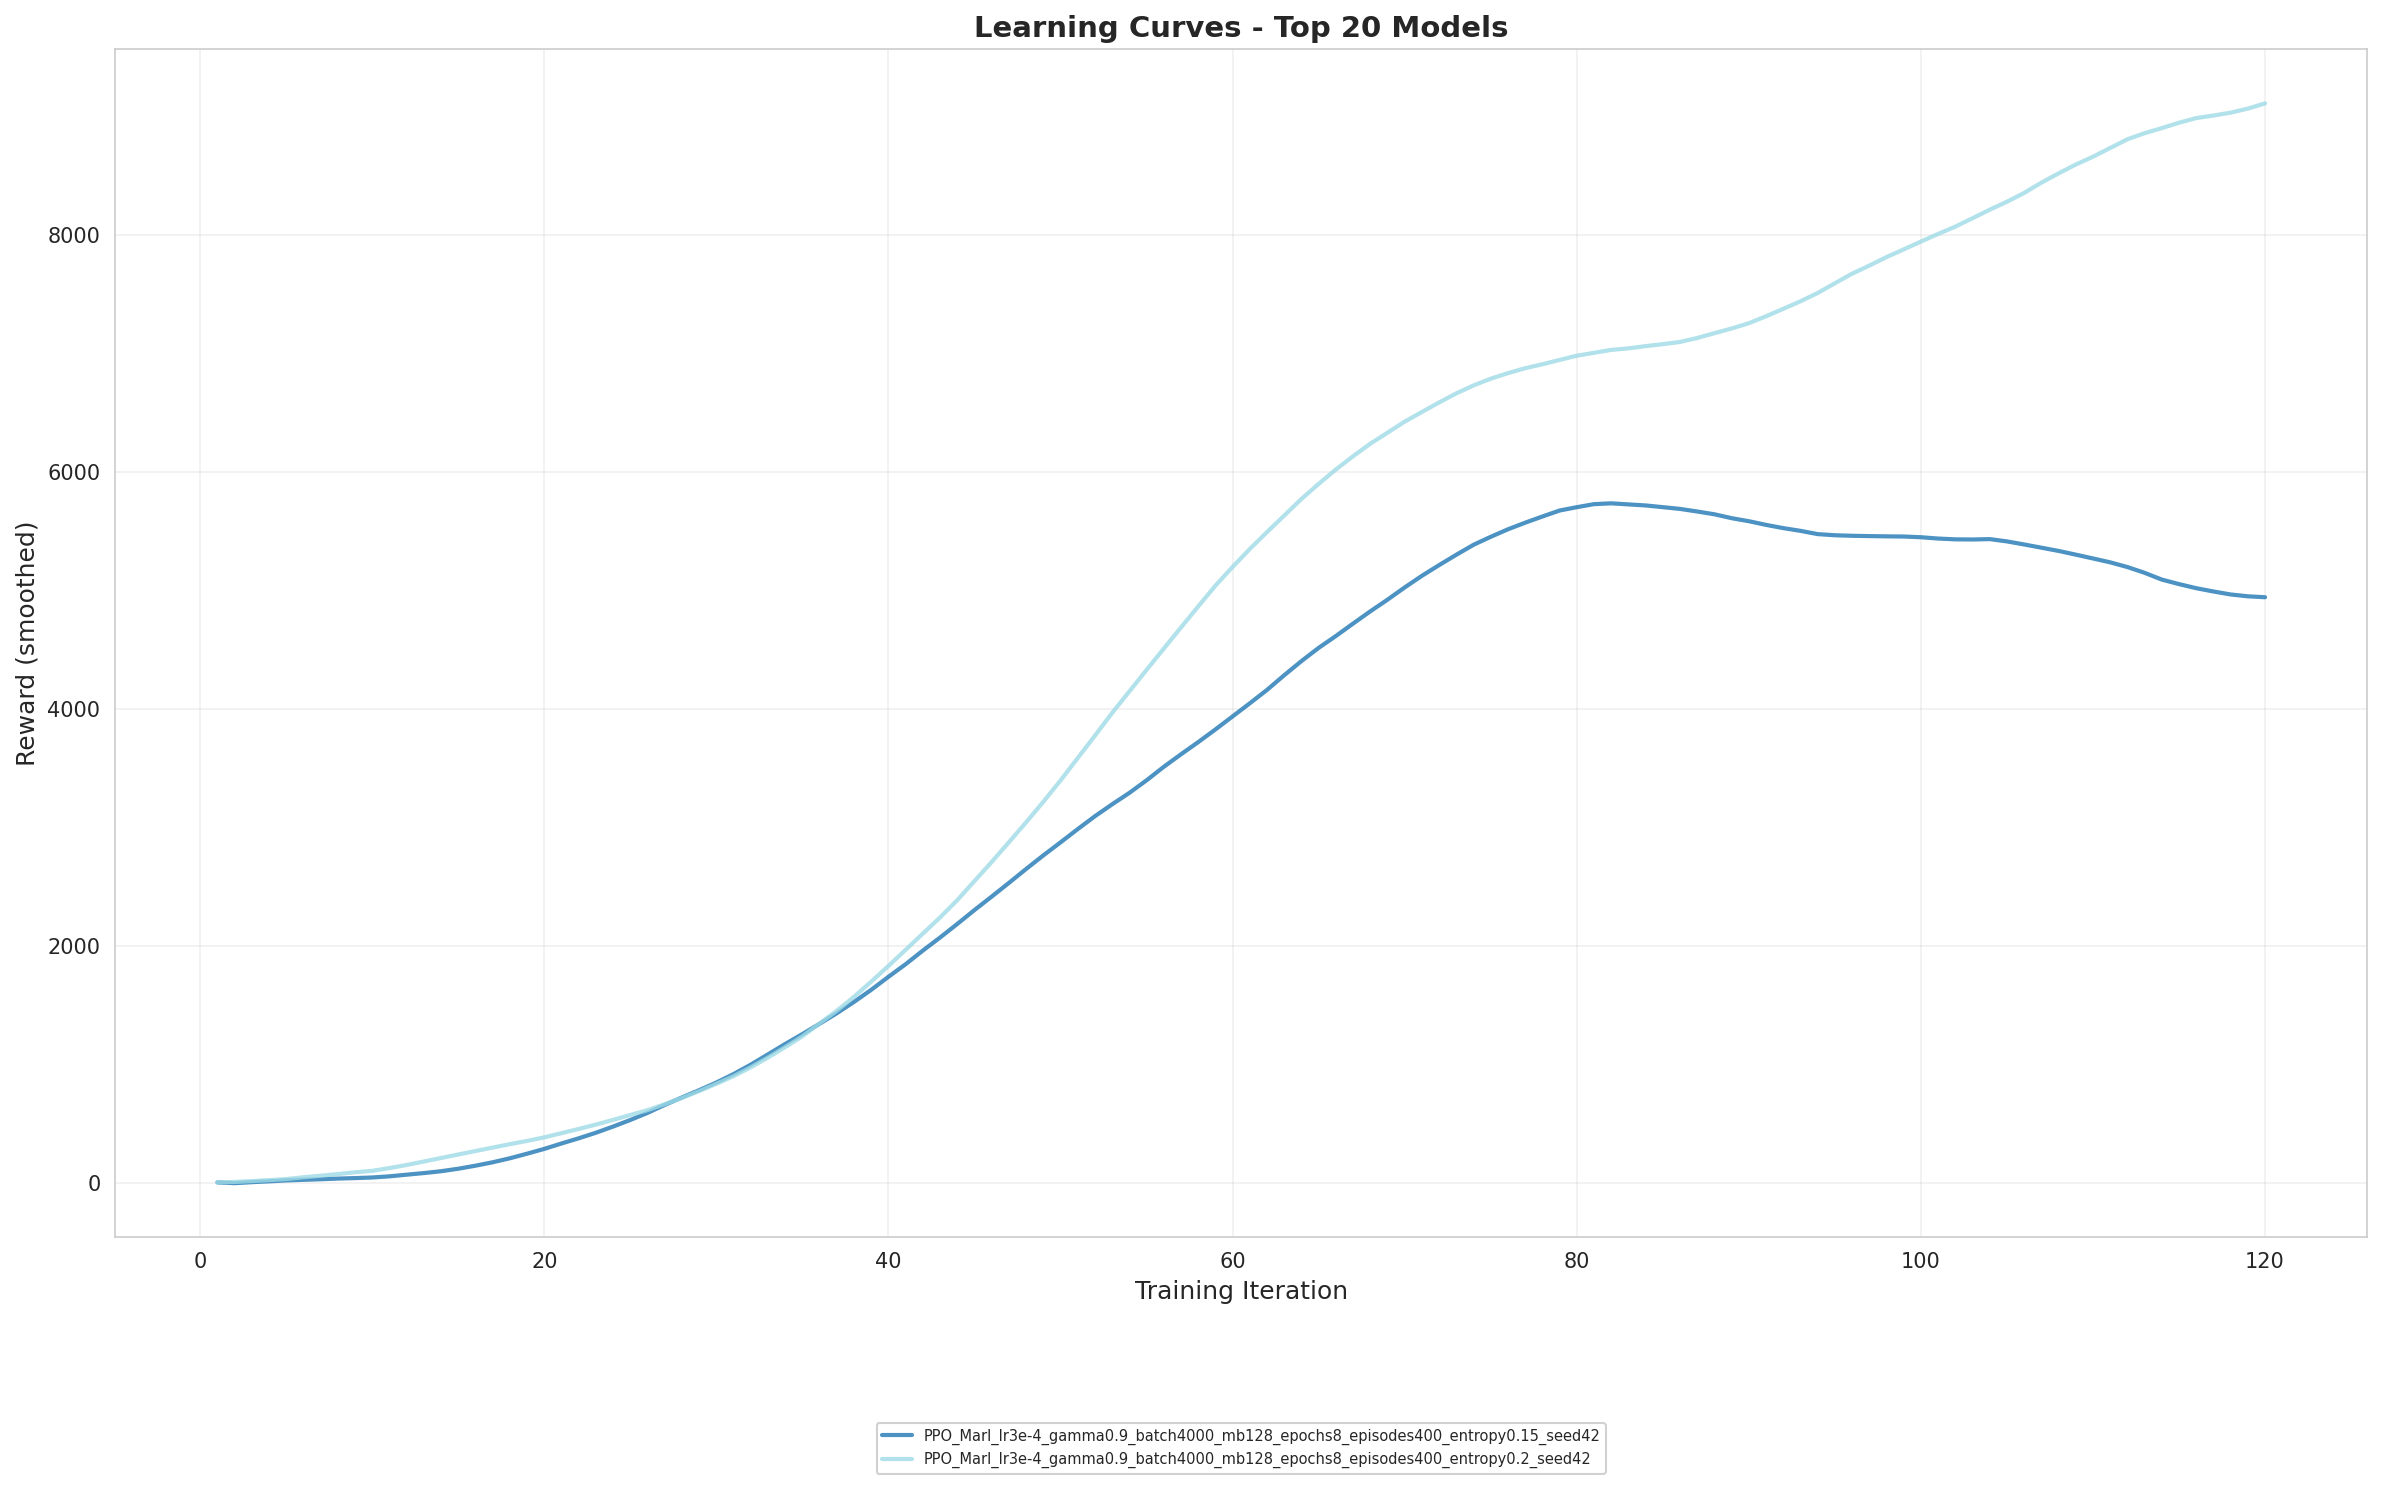 Learning Curves - Top 20 Models
Reward (smoothed)
8000
6000
4000
2000
0
0 20 40 60 80 100 120
Training Iteration
PPO_Marl_lr3e-4_gamma0.9_batch4000_mb128_epochs8_episodes400_entropy0.15_seed42
PPO_Marl_lr3e-4_gamma0.9_batch4000_mb128_epochs8_episodes400_entropy0.2_seed42